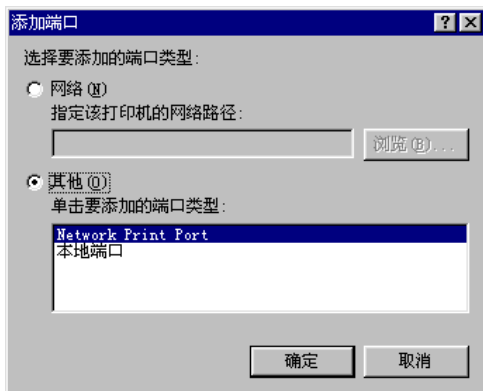 添加端口
选择要添加的端口类型:
网络(N)
指定该打印机的网络路径:
浏览(B)...
其他(O)
单击要添加的端口类型:
Network Print Port
本地端口
确定
取消